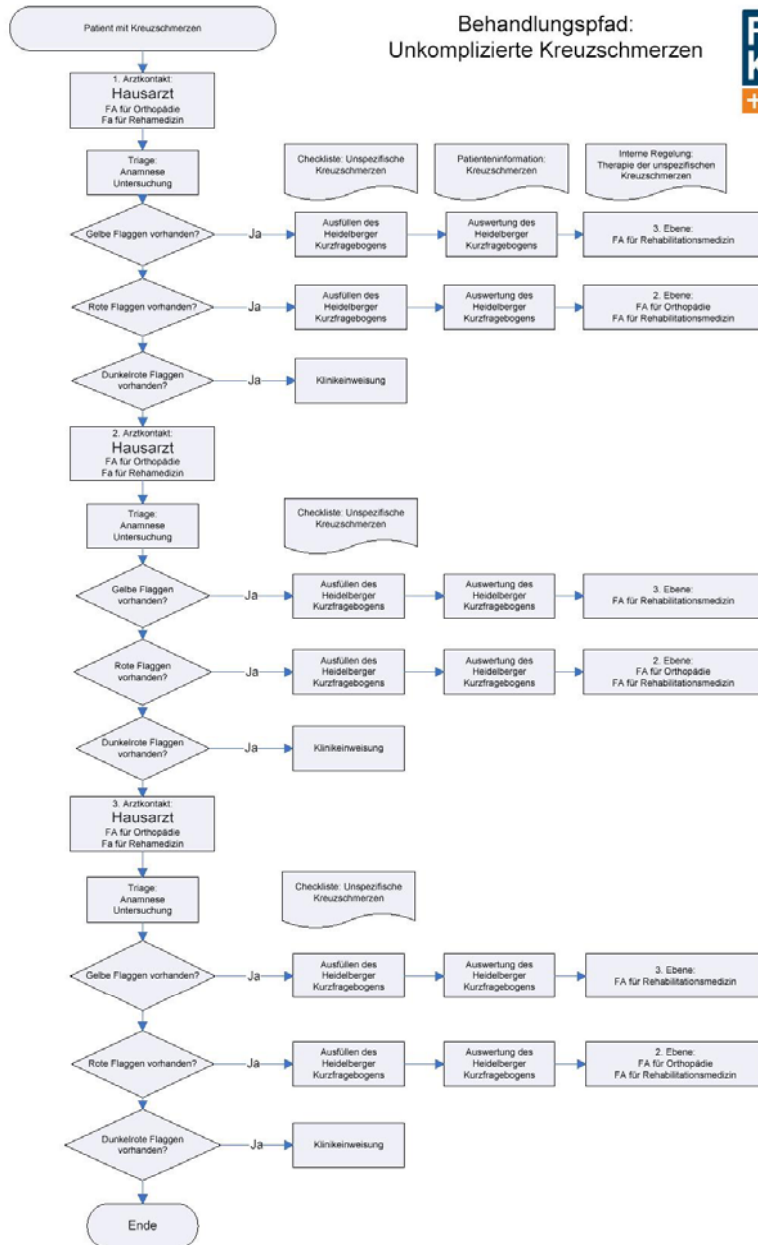 Behandlungspfad:
Unkomplizierte Kreuzschmerzen
Patient mit Kreuzschmerzen
1. Arztkontakt:
Hausarzt
FA für Orthopädie
Fa für Rehamedizin
Triage:
Anamnese
Untersuchung
Checkliste: Unspezifische
Kreuzschmerzen
Patienteninformation:
Kreuzschmerzen
Interne Regelung:
Therapie der unspezifischen
Kreuzschmerzen
Gelbe Flaggen vorhanden?
Ja
Ausfüllen des
Heidelberger
Kurzfragebogens
Auswertung des
Heidelberger
Kurzfragebogens
3. Ebene:
FA für Rehabilitationsmedizin
Rote Flaggen vorhanden?
Ja
Ausfüllen des
Heidelberger
Kurzfragebogens
Auswertung des
Heidelberger
Kurzfragebogens
2. Ebene:
FA für Orthopädie
FA für Rehabilitationsmedizin
Dunkelrote Flaggen
vorhanden?
Ja
Klinikeinweisung
2. Arztkontakt:
Hausarzt
FA für Orthopädie
Fa für Rehamedizin
Triage:
Anamnese
Untersuchung
Checkliste: Unspezifische
Kreuzschmerzen
Gelbe Flaggen
vorhanden?
Ja
Ausfüllen des
Heidelberger
Kurzfragebogens
Auswertung des
Heidelberger
Kurzfragebogens
3. Ebene:
FA für Rehabilitationsmedizin
Rote Flaggen
vorhanden?
Ja
Ausfüllen des
Heidelberger
Kurzfragebogens
Auswertung des
Heidelberger
Kurzfragebogens
2. Ebene:
FA für Orthopädie
FA für Rehabilitationsmedizin
Dunkelrote Flaggen
vorhanden?
Ja
Klinikeinweisung
3. Arztkontakt:
Hausarzt
FA für Orthopädie
Fa für Rehamedizin
Triage:
Anamnese
Untersuchung
Checkliste: Unspezifische
Kreuzschmerzen
Gelbe Flaggen vorhanden?
Ja
Ausfüllen des
Heidelberger
Kurzfragebogens
Auswertung des
Heidelberger
Kurzfragebogens
3. Ebene:
FA für Rehabilitationsmedizin
Rote Flaggen vorhanden?
Ja
Ausfüllen des
Heidelberger
Kurzfragebogens
Auswertung des
Heidelberger
Kurzfragebogens
2. Ebene:
FA für Orthopädie
FA für Rehabilitationsmedizin
Dunkelrote Flaggen
vorhanden?
Ja
Klinikeinweisung
Ende